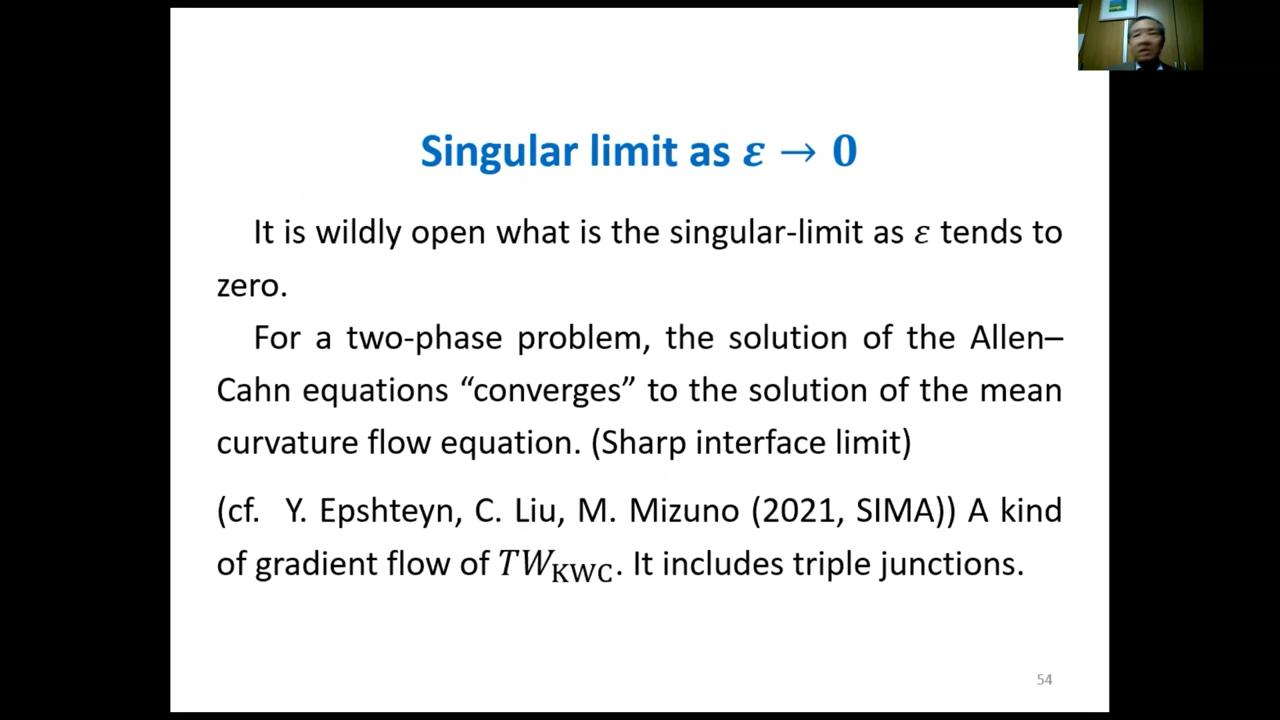 Singular limit as ε → 0
It is wildly open what is the singular-limit as ε tends to
zero.
For a two-phase problem, the solution of the Allen–
Cahn equations “converges” to the solution of the mean
curvature flow equation. (Sharp interface limit)
(cf. Y. Epshteyn, C. Liu, M. Mizuno (2021, SIMA)) A kind
of gradient flow of TW_KWC. It includes triple junctions.
54